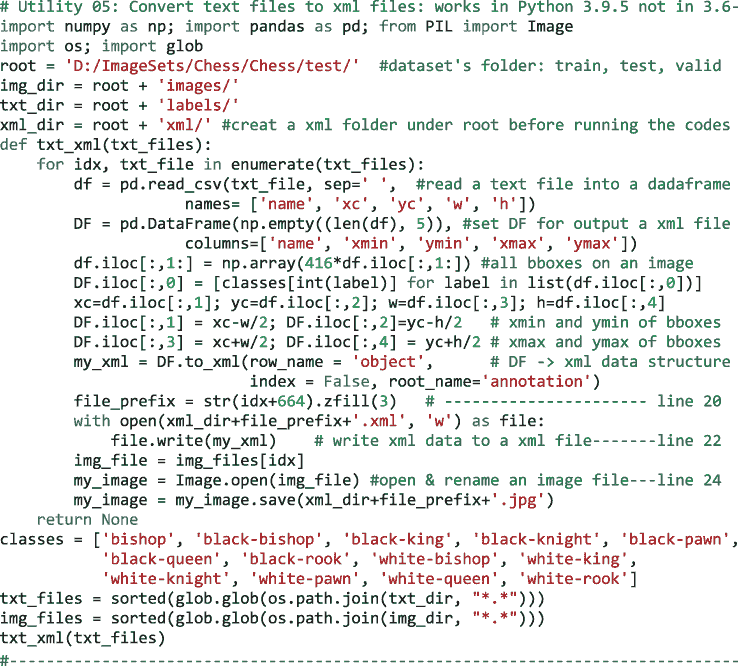 # Utility 05: Convert text files to xml files: works in Python 3.9.5 not in 3.6-
import numpy as np; import pandas as pd; from PIL import Image
import os; import glob
root = 'D:/ImageSets/Chess/Chess/test/'  #dataset's folder: train, test, valid
img_dir = root + 'images/'
txt_dir = root + 'labels/'
xml_dir = root + 'xml/' #creat a xml folder under root before running the codes
def txt_xml(txt_files):
    for idx, txt_file in enumerate(txt_files):
        df = pd.read_csv(txt_file, sep=' ',  #read a text file into a dadaframe
                    names= ['name', 'xc', 'yc', 'w', 'h'])
        DF = pd.DataFrame(np.empty((len(df), 5)), #set DF for output a xml file
                    columns=['name', 'xmin', 'ymin', 'xmax', 'ymax'])
        df.iloc[:,1:] = np.array(416*df.iloc[:,1:]) #all bboxes on an image
        DF.iloc[:,0] = [classes[int(label)] for label in list(df.iloc[:,0])]
        xc=df.iloc[:,1]; yc=df.iloc[:,2]; w=df.iloc[:,3]; h=df.iloc[:,4]
        DF.iloc[:,1] = xc-w/2; DF.iloc[:,2]=yc-h/2   # xmin and ymin of bboxes
        DF.iloc[:,3] = xc+w/2; DF.iloc[:,4] = yc+h/2 # xmax and ymax of bboxes
        my_xml = DF.to_xml(row_name = 'object',      # DF -> xml data structure
                           index = False, root_name='annotation')
        file_prefix = str(idx+664).zfill(3)   # ---------------------- line 20
        with open(xml_dir+file_prefix+'.xml', 'w') as file:
            file.write(my_xml)    # write xml data to a xml file-------line 22
        img_file = img_files[idx]
        my_image = Image.open(img_file) #open & rename an image file---line 24
        my_image = my_image.save(xml_dir+file_prefix+'.jpg')
    return None
classes = ['bishop', 'black-bishop', 'black-king', 'black-knight', 'black-pawn',
           'black-queen', 'black-rook', 'white-bishop', 'white-king',
           'white-knight', 'white-pawn', 'white-queen', 'white-rook']
txt_files = sorted(glob.glob(os.path.join(txt_dir, "*.*")))
img_files = sorted(glob.glob(os.path.join(img_dir, "*.*")))
txt_xml(txt_files)
#-------------------------------------------------------------------------------